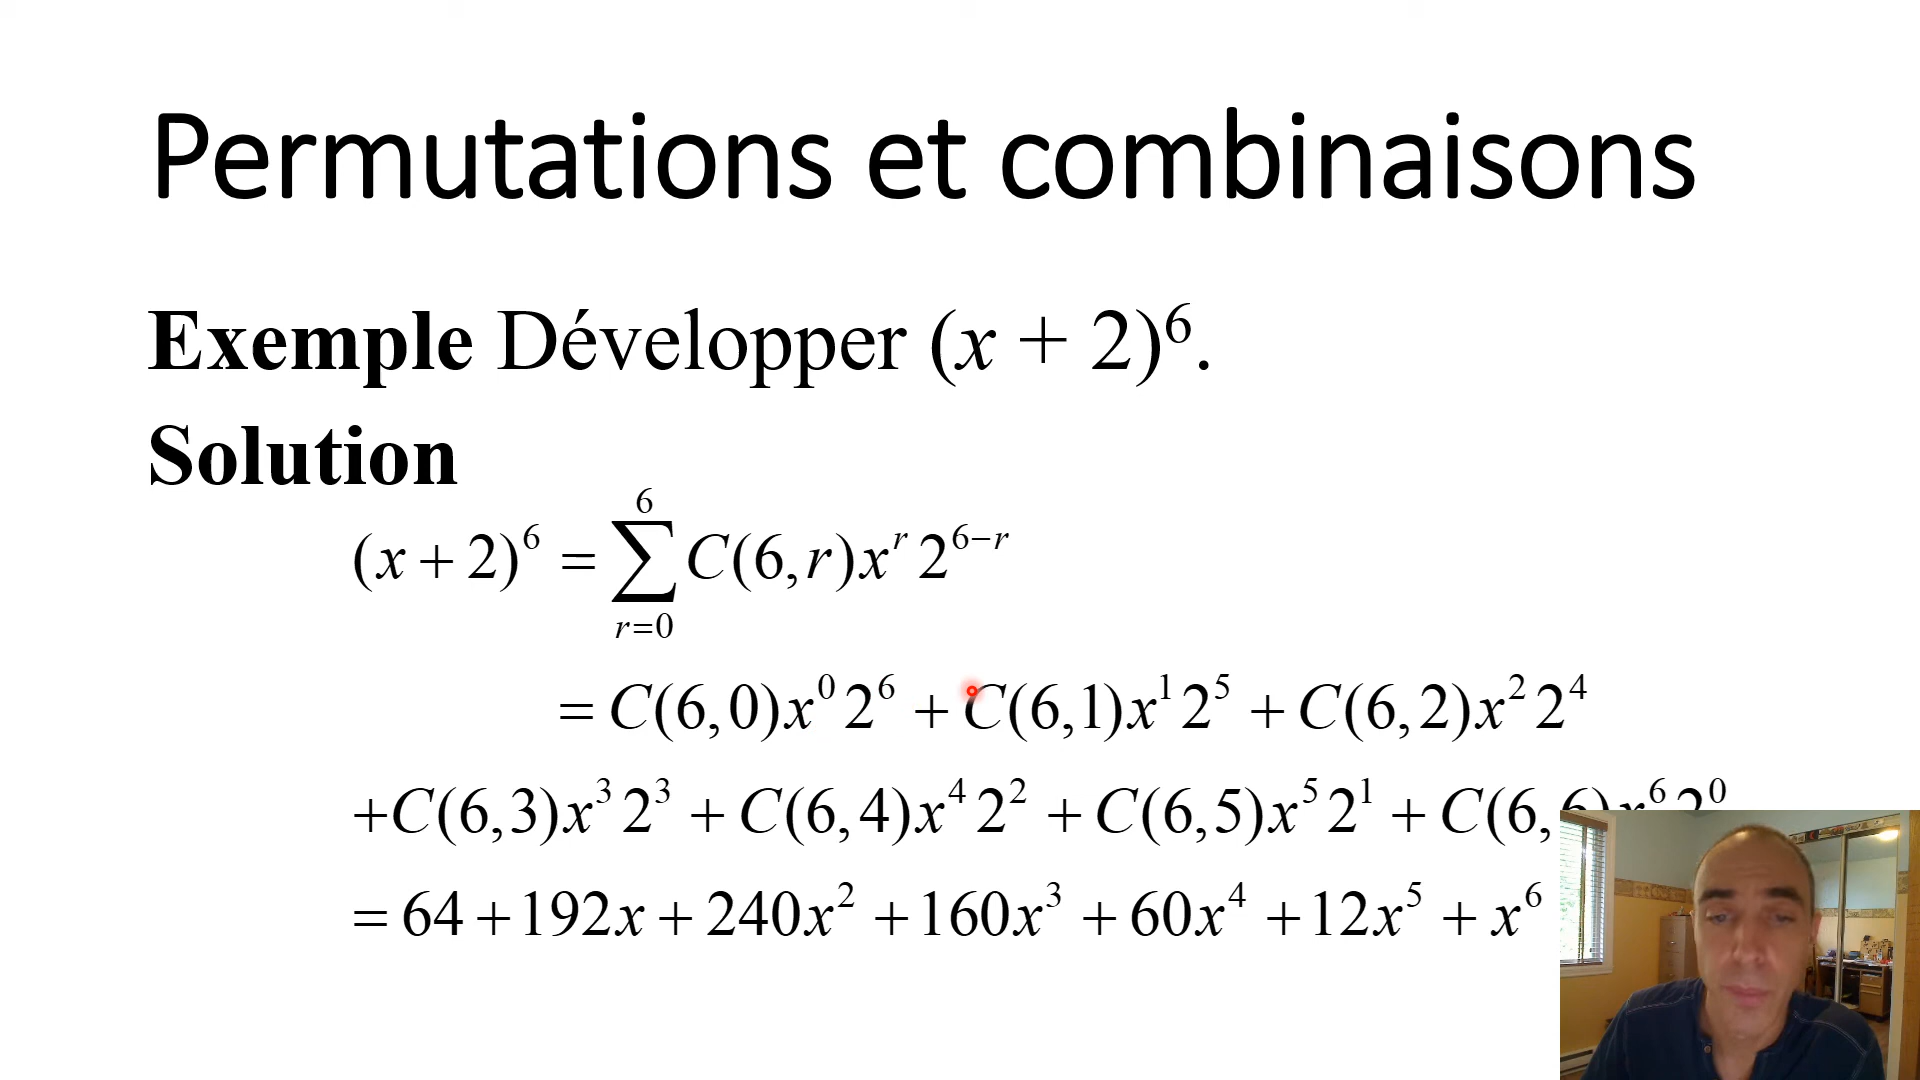 Permutations et combinaisons
Exemple Développer (x + 2)⁶.
Solution
(x + 2)⁶ = ∑_{r=0}^{6} C(6, r)x^r 2^{6−r}
= C(6,0)x⁰2⁶ + C(6,1)x¹2⁵ + C(6,2)x²2⁴
+C(6,3)x³2³ + C(6,4)x⁴2² + C(6,5)x⁵2¹ + C(6,6)x⁶2⁰
= 64 + 192x + 240x² + 160x³ + 60x⁴ + 12x⁵ + x⁶